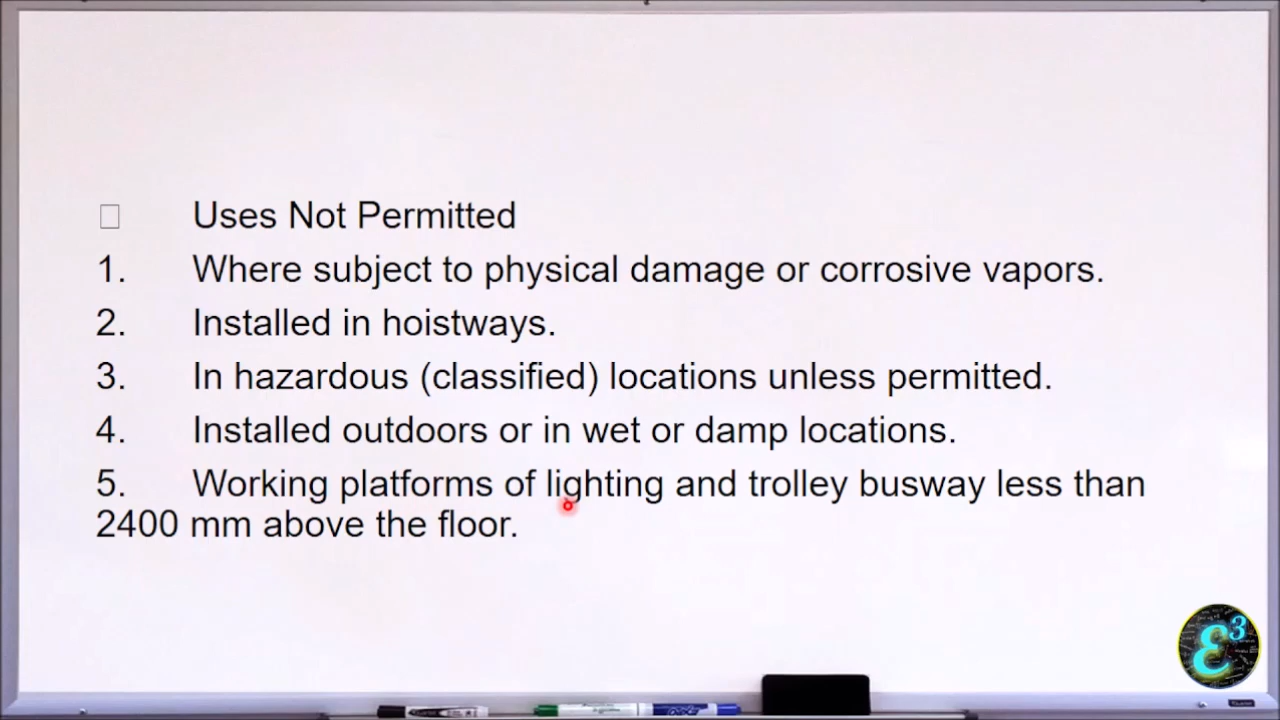 □ Uses Not Permitted
1. Where subject to physical damage or corrosive vapors.
2. Installed in hoistways.
3. In hazardous (classified) locations unless permitted.
4. Installed outdoors or in wet or damp locations.
5. Working platforms of lighting and trolley busway less than
2400 mm above the floor.
ε³